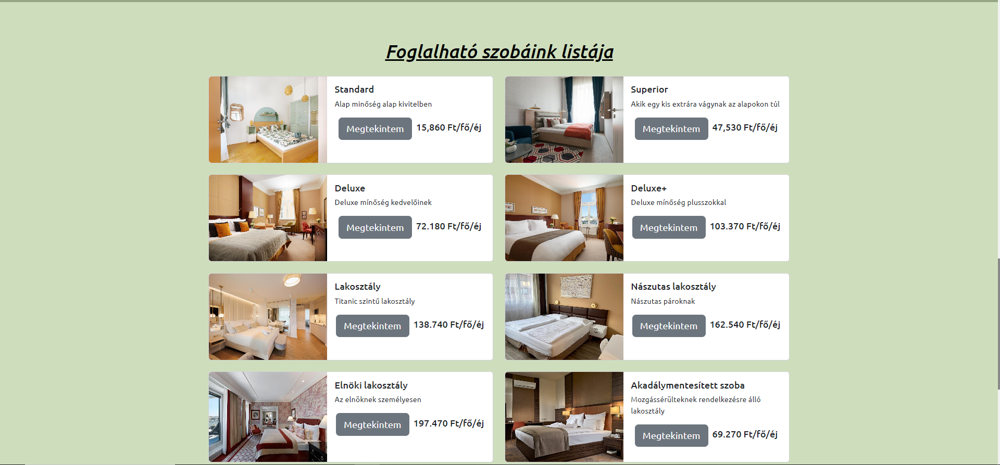 Foglalható szobáink listája
Standard
Alap minőség alap kivitelben
Megtekintem 15,860 Ft/fő/éj
Superior
Akik egy kis extrára vágynak az alapokon túl
Megtekintem 47,530 Ft/fő/éj
Deluxe
Deluxe mínőség kedvelőinek
Megtekintem 72.180 Ft/fő/éj
Deluxe+
Deluxe mínőség plusszokkal
Megtekintem 103.370 Ft/fő/éj
Lakosztály
Titanic szintű lakosztály
Megtekintem 138.740 Ft/fő/éj
Nászutas lakosztály
Nászutas pároknak
Megtekintem 162.540 Ft/fő/éj
Elnöki lakosztály
Az elnöknek személyesen
Megtekintem 197.470 Ft/fő/éj
Akadálymentesített szoba
Mozgássérülteknek rendelkezésre álló
lakosztály
Megtekintem 69.270 Ft/fő/éj